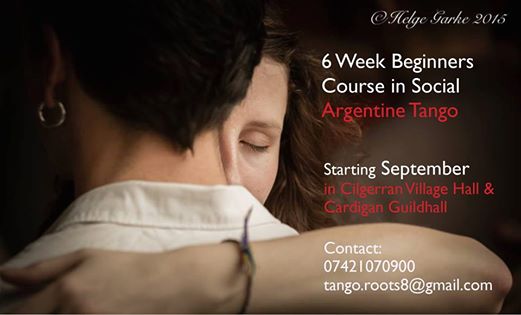 ©Helge Garke 2015
6 Week Beginners
Course in Social
Argentine Tango
Starting September
in Cilgerran Village Hall &
Cardigan Guildhall
Contact:
07421070900
tango.roots8@gmail.com